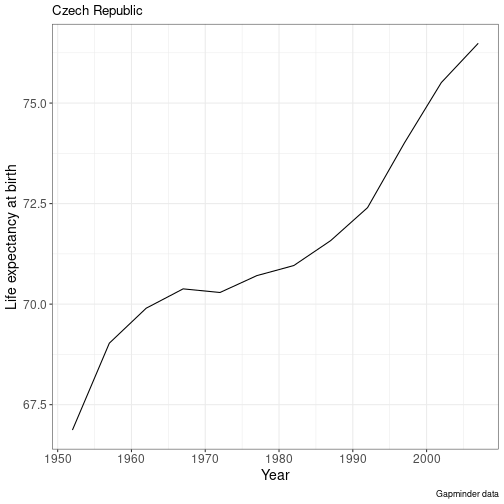 Czech Republic
Life expectancy at birth
75.0
72.5
70.0
67.5
1950 1960 1970 1980 1990 2000
Year
Gapminder data